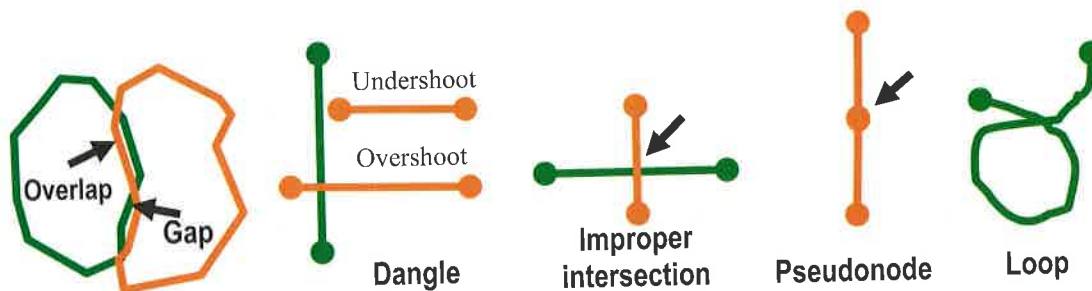 Overlap
Gap
Undershoot
Overshoot
Dangle
Improper
intersection
Pseudonode
Loop